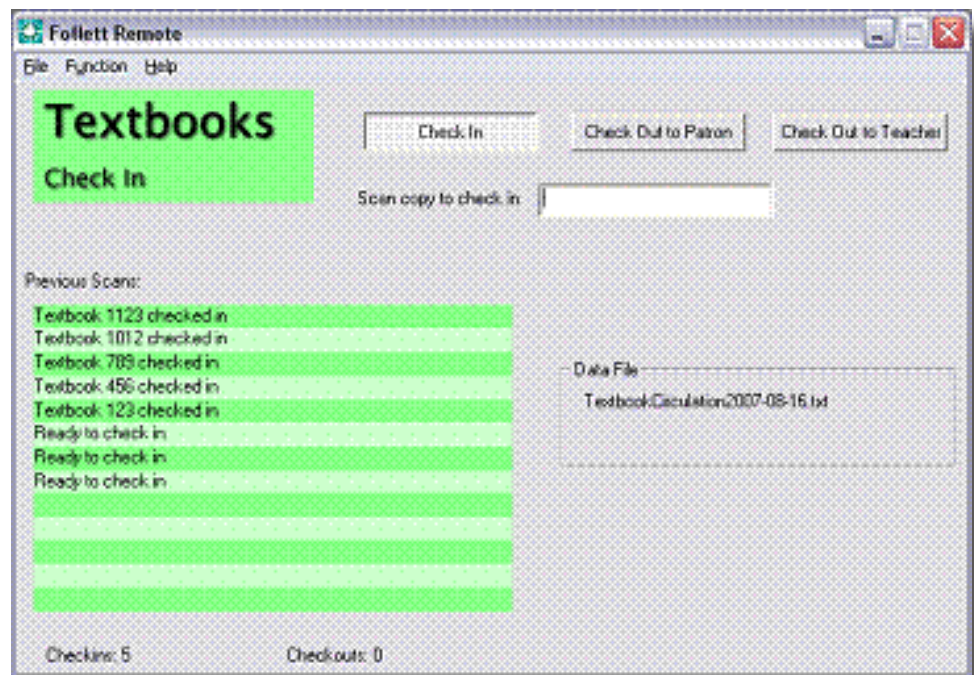 Follett Remote
File Function Help
Textbooks
Check In
Check In
Check Out to Patron
Check Out to Teacher
Scan copy to check in
Previous Scans:
Textbook 1123 checked in
Textbook 1012 checked in
Textbook 789 checked in
Textbook 456 checked in
Textbook 123 checked in
Ready to check in
Ready to check in
Ready to check in
Data File
TextbookCirculation2007-08-16.txt
Checkins: 5
Checkouts: 0